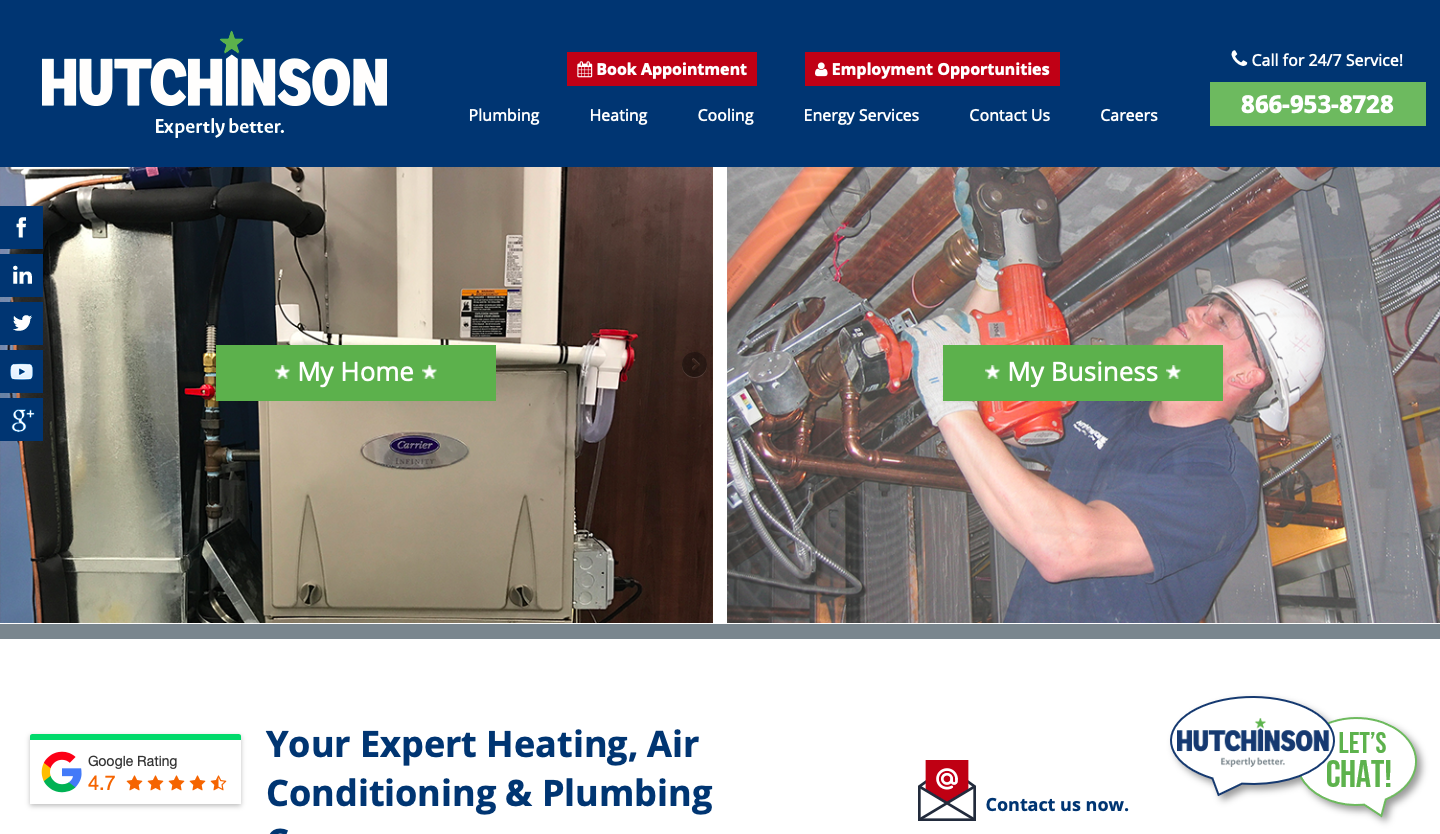 HUTCHINSON
Expertly better.
Book Appointment
Employment Opportunities
Call for 24/7 Service!
866-953-8728
Plumbing
Heating
Cooling
Energy Services
Contact Us
Careers
My Home
My Business
Carrier
INFINITY
Google Rating
4.7
Your Expert Heating, Air
Conditioning & Plumbing
Contact us now.
HUTCHINSON
Expertly better.
LET'S
CHAT!